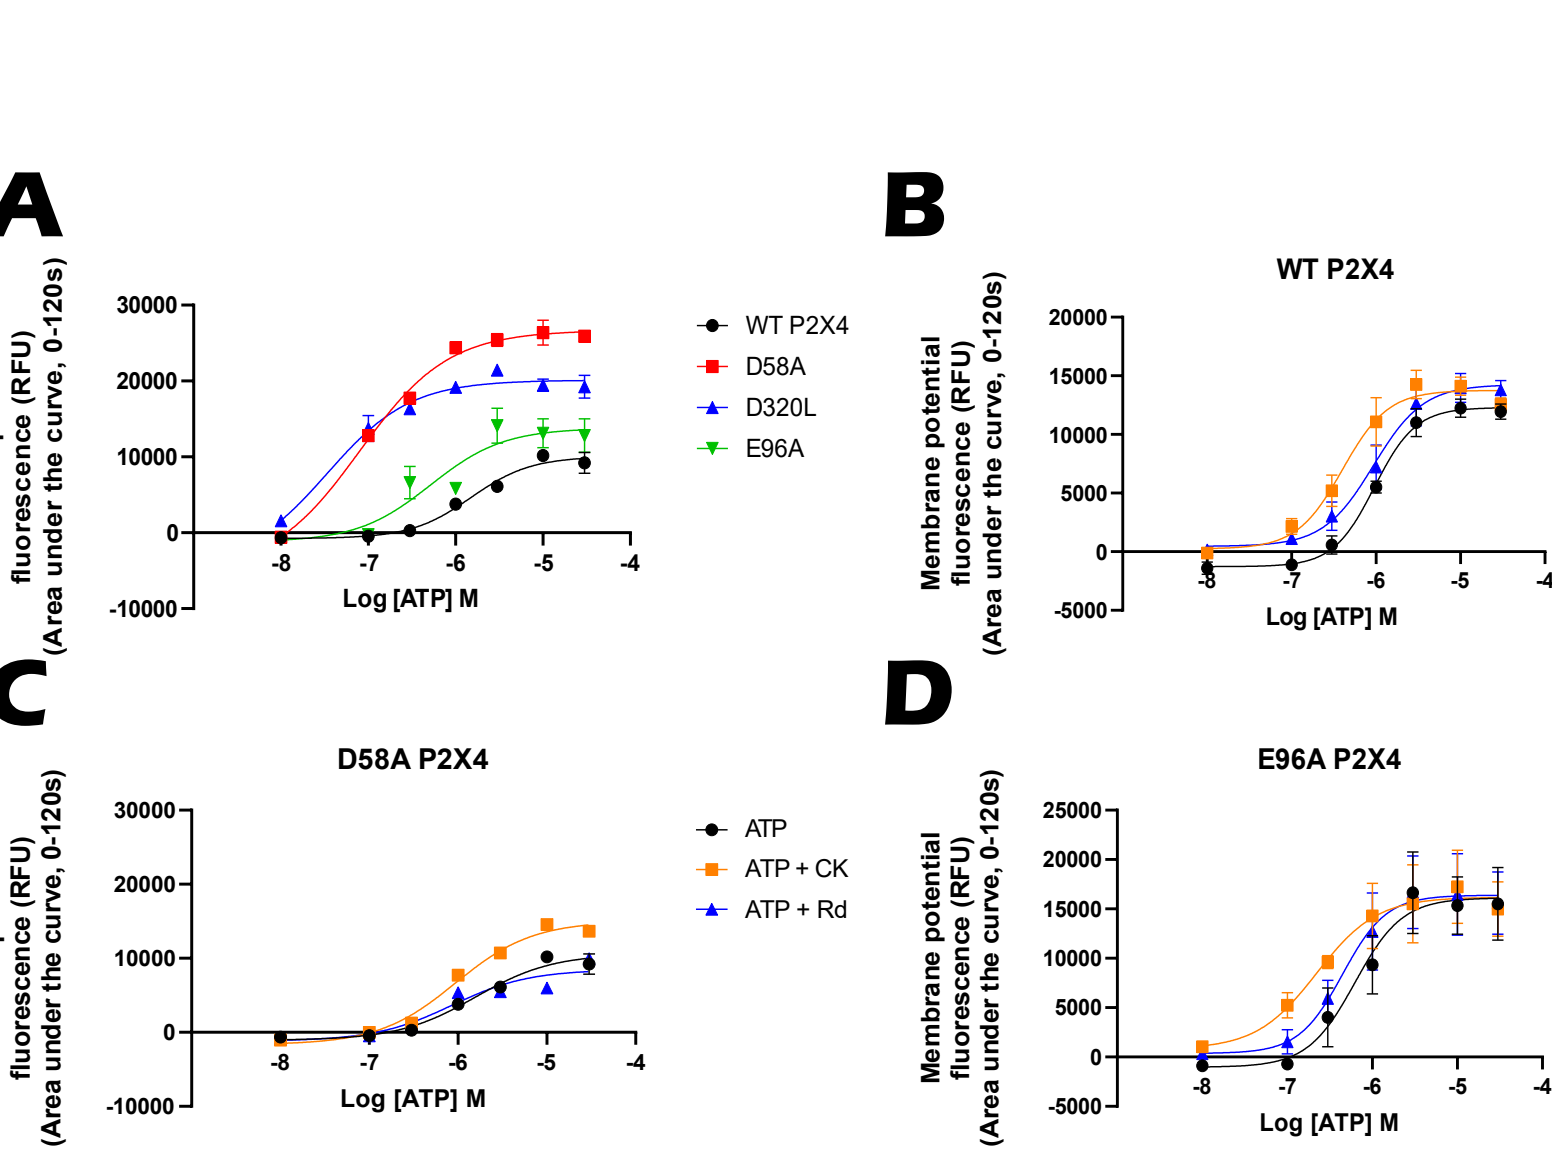 A
fluorescence (RFU)
(Area under the curve, 0-120s)
30000
20000
10000
0
-10000
-8
-7
-6
-5
-4
Log [ATP] M
WT P2X4
D58A
D320L
E96A
B
WT P2X4
Membrane potential
fluorescence (RFU)
(Area under the curve, 0-120s)
20000
15000
10000
5000
0
-5000
-8
-7
-6
-5
-4
Log [ATP] M
C
D58A P2X4
fluorescence (RFU)
(Area under the curve, 0-120s)
30000
20000
10000
0
-10000
-8
-7
-6
-5
-4
Log [ATP] M
ATP
ATP + CK
ATP + Rd
D
E96A P2X4
Membrane potential
fluorescence (RFU)
(Area under the curve, 0-120s)
25000
20000
15000
10000
5000
0
-5000
-8
-7
-6
-5
-4
Log [ATP] M